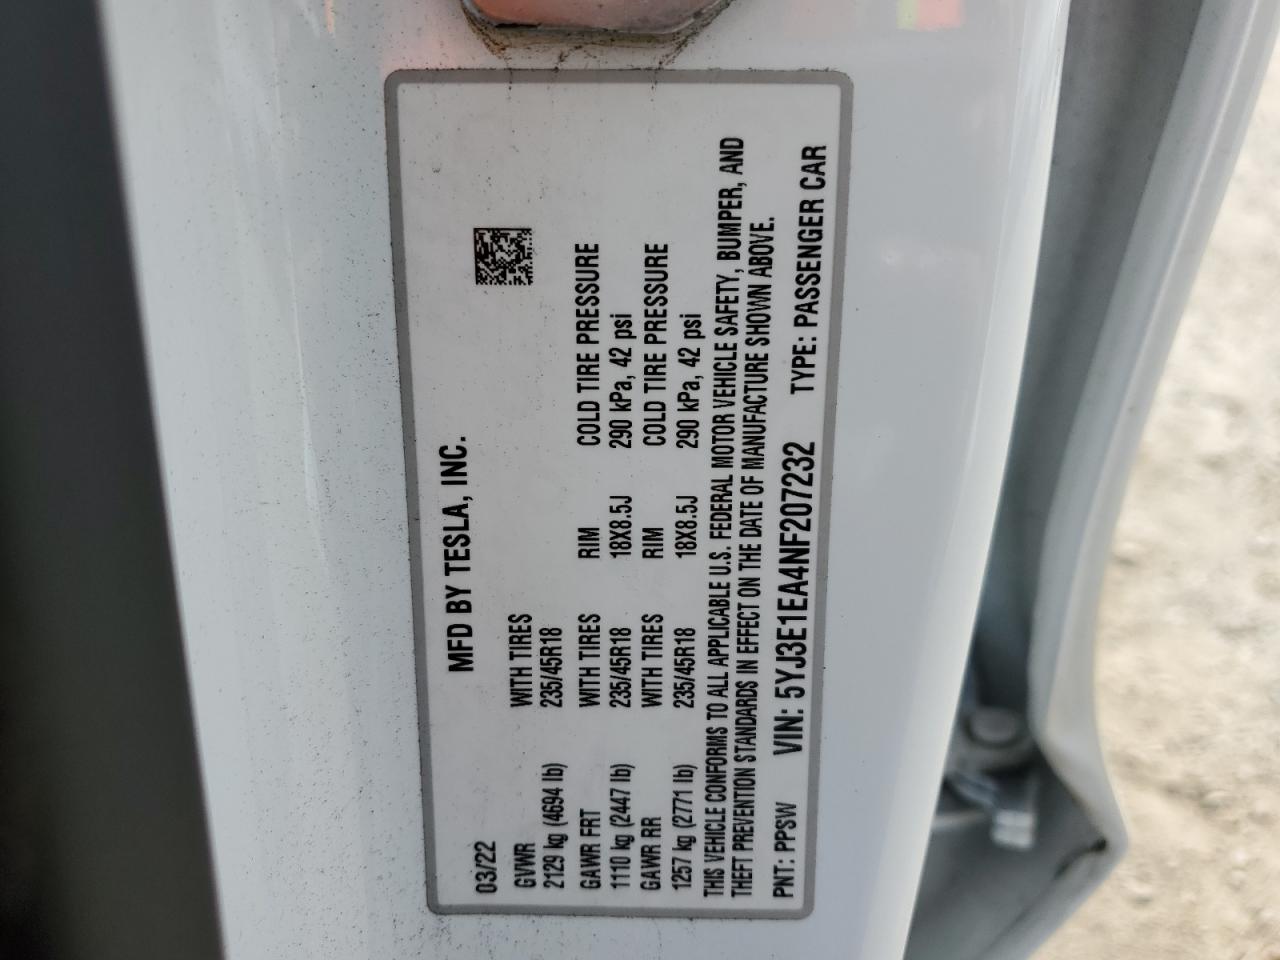 MFD BY TESLA, INC.
03/22
GVWR WITH TIRES
2129 kg (4694 lb) 235/45R18
GAWR FRT WITH TIRES RIM COLD TIRE PRESSURE
1110 kg (2447 lb) 235/45R18 18X8.5J 290 kPa, 42 psi
GAWR RR WITH TIRES RIM COLD TIRE PRESSURE
1257 kg (2771 lb) 235/45R18 18X8.5J 290 kPa, 42 psi
THIS VEHICLE CONFORMS TO ALL APPLICABLE U.S. FEDERAL MOTOR VEHICLE SAFETY, BUMPER, AND
THEFT PREVENTION STANDARDS IN EFFECT ON THE DATE OF MANUFACTURE SHOWN ABOVE.
PNT: PPSW VIN: 5YJ3E1EA4NF207232 TYPE: PASSENGER CAR